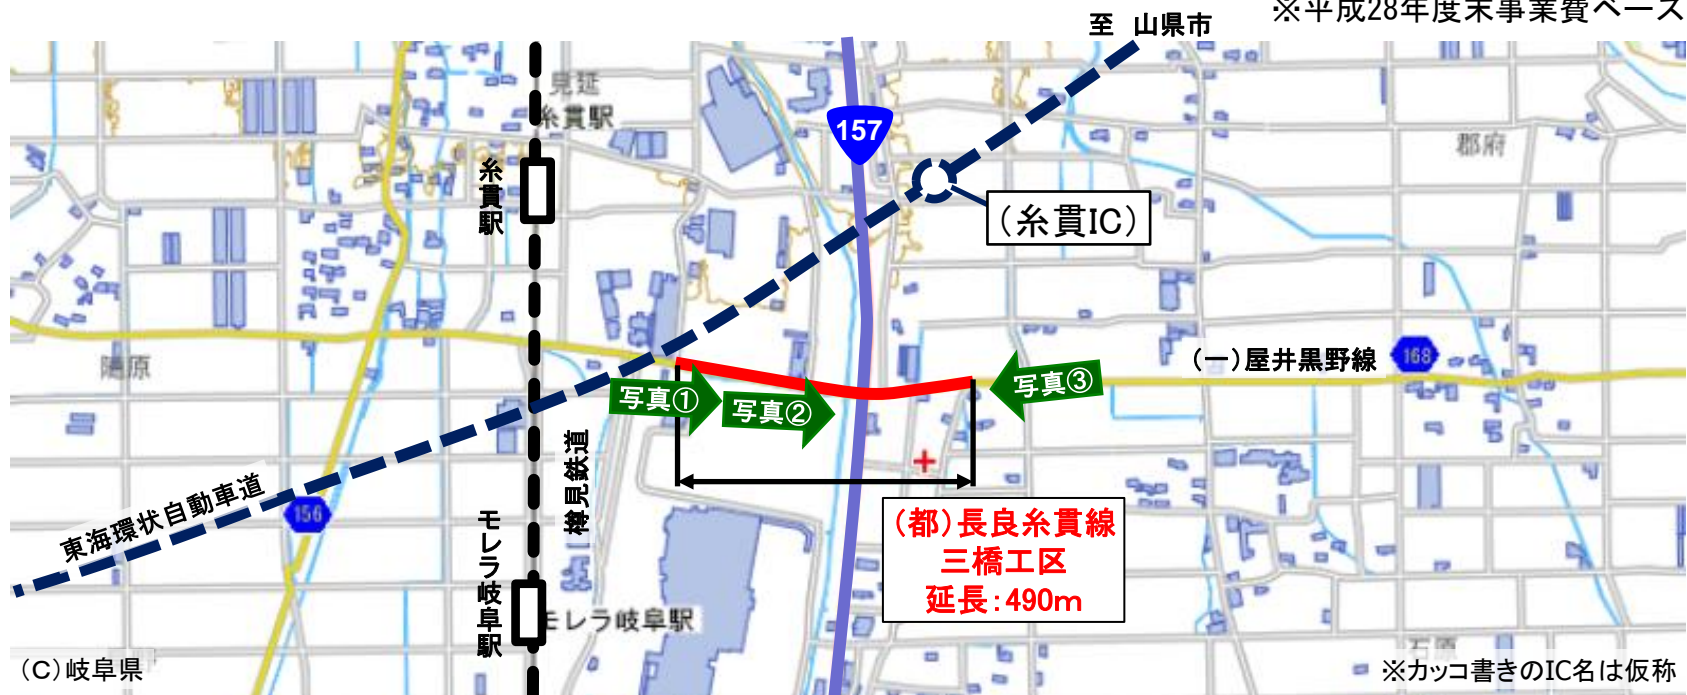 ※平成28年度末事業費ベース
至 山県市
見延
糸貫駅
157
郡府
糸貫駅
（糸貫IC）
（一）屋井黒野線
168
写真③
写真①
写真②
樽見鉄道
東海環状自動車道
156
（都）長良糸貫線
三橋工区
延長：490m
モレラ岐阜駅
モレラ岐阜駅
（C）岐阜県
※カッコ書きのIC名は仮称